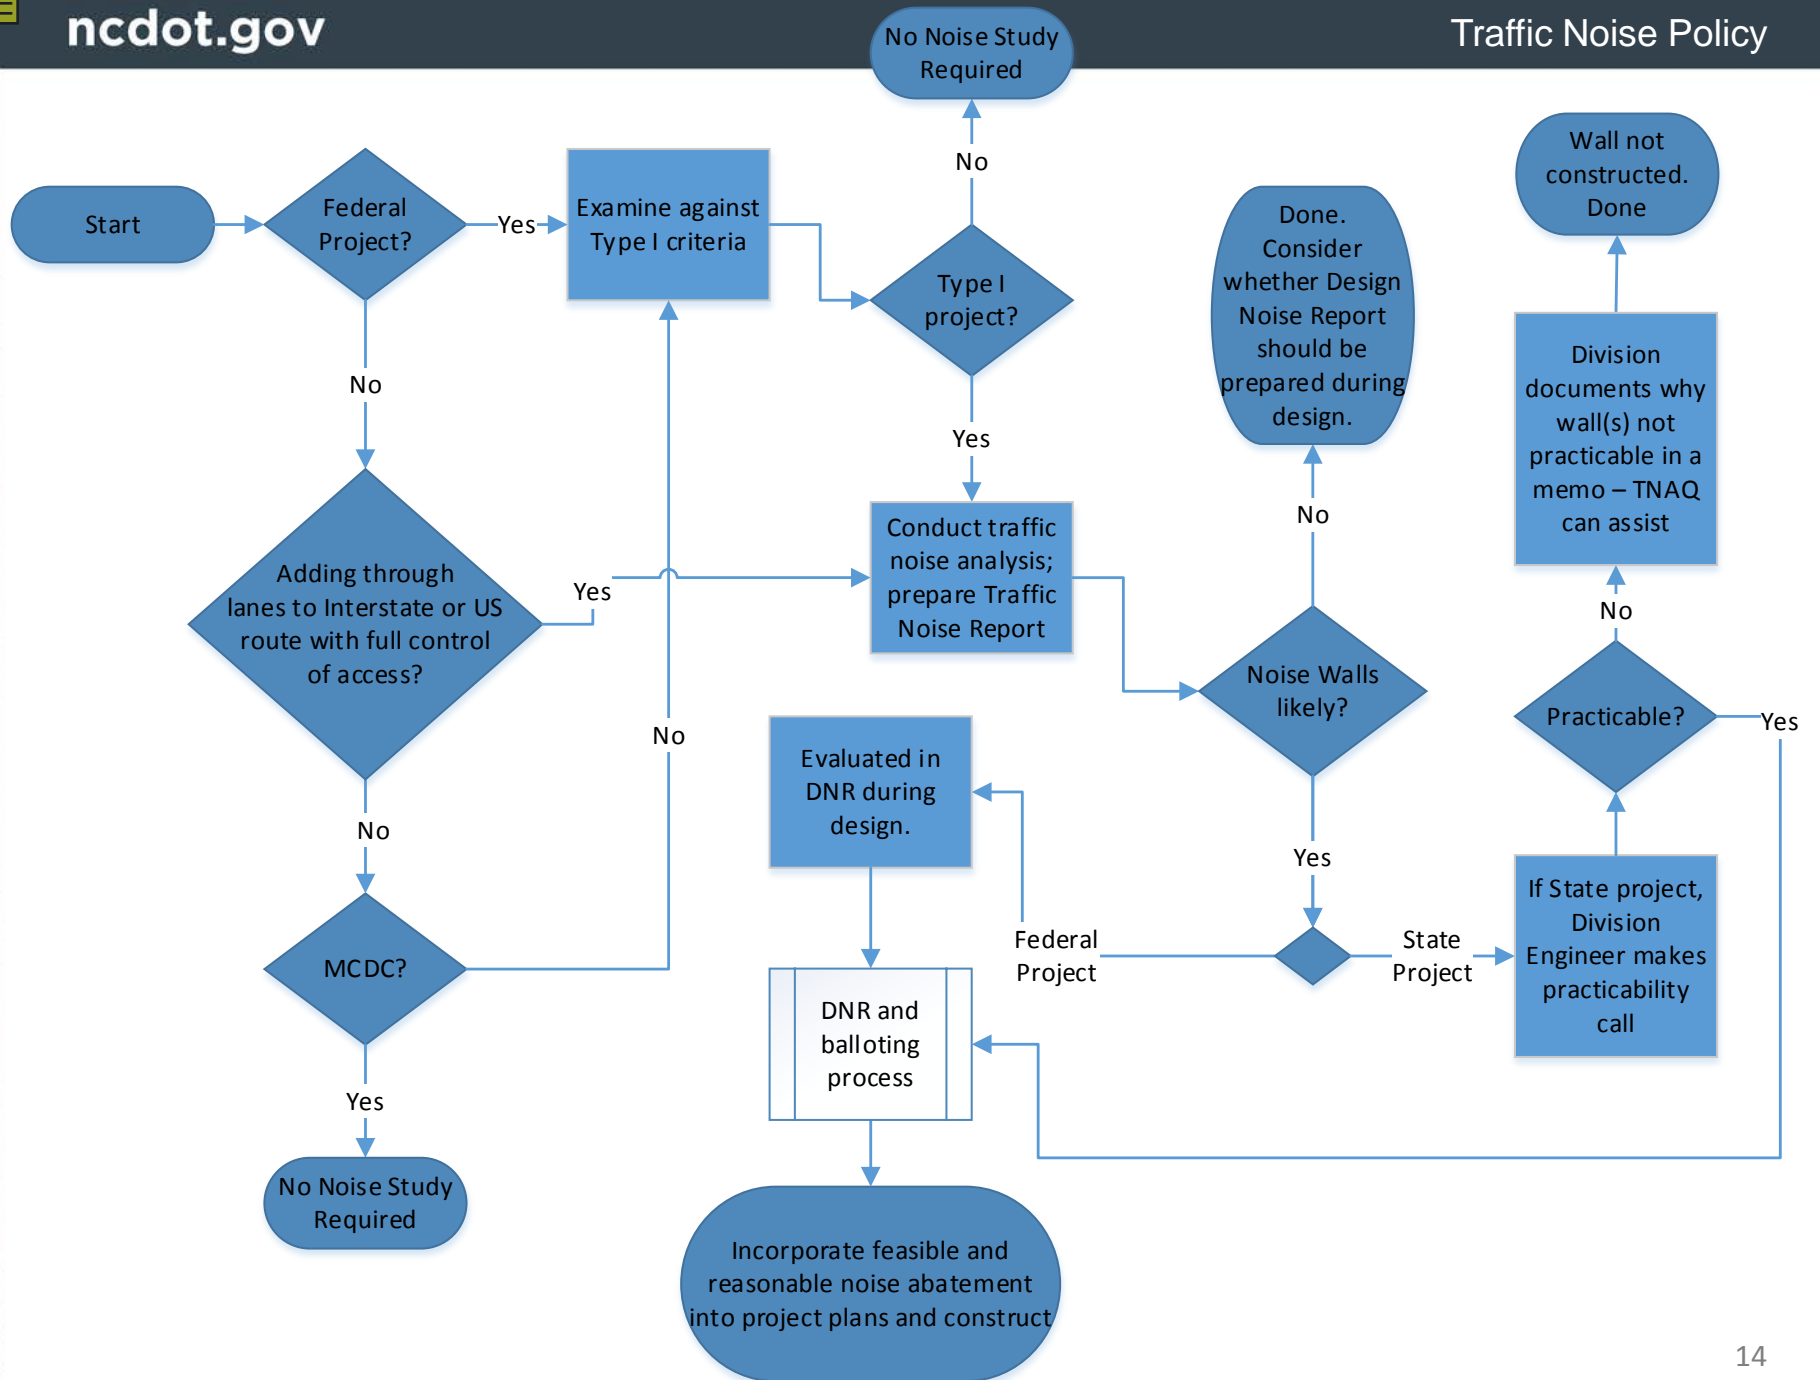 ncdot.gov
Traffic Noise Policy
No Noise Study
Required
No
Start
Federal
Project?
Yes
Examine against
Type I criteria
Type I
project?
No
Yes
Adding through
lanes to Interstate or US
route with full control
of access?
Yes
Conduct traffic
noise analysis;
prepare Traffic
Noise Report
No
MCDC?
No
Yes
No Noise Study
Required
Done.
Consider
whether Design
Noise Report
should be
prepared during
design.
No
Noise Walls
likely?
Yes
Federal
Project
State
Project
Evaluated in
DNR during
design.
DNR and
balloting
process
Incorporate feasible and
reasonable noise abatement
into project plans and construct
Wall not
constructed.
Done
Division
documents why
wall(s) not
practicable in a
memo – TNAQ
can assist
No
Practicable?
Yes
If State project,
Division
Engineer makes
practicability
call
14